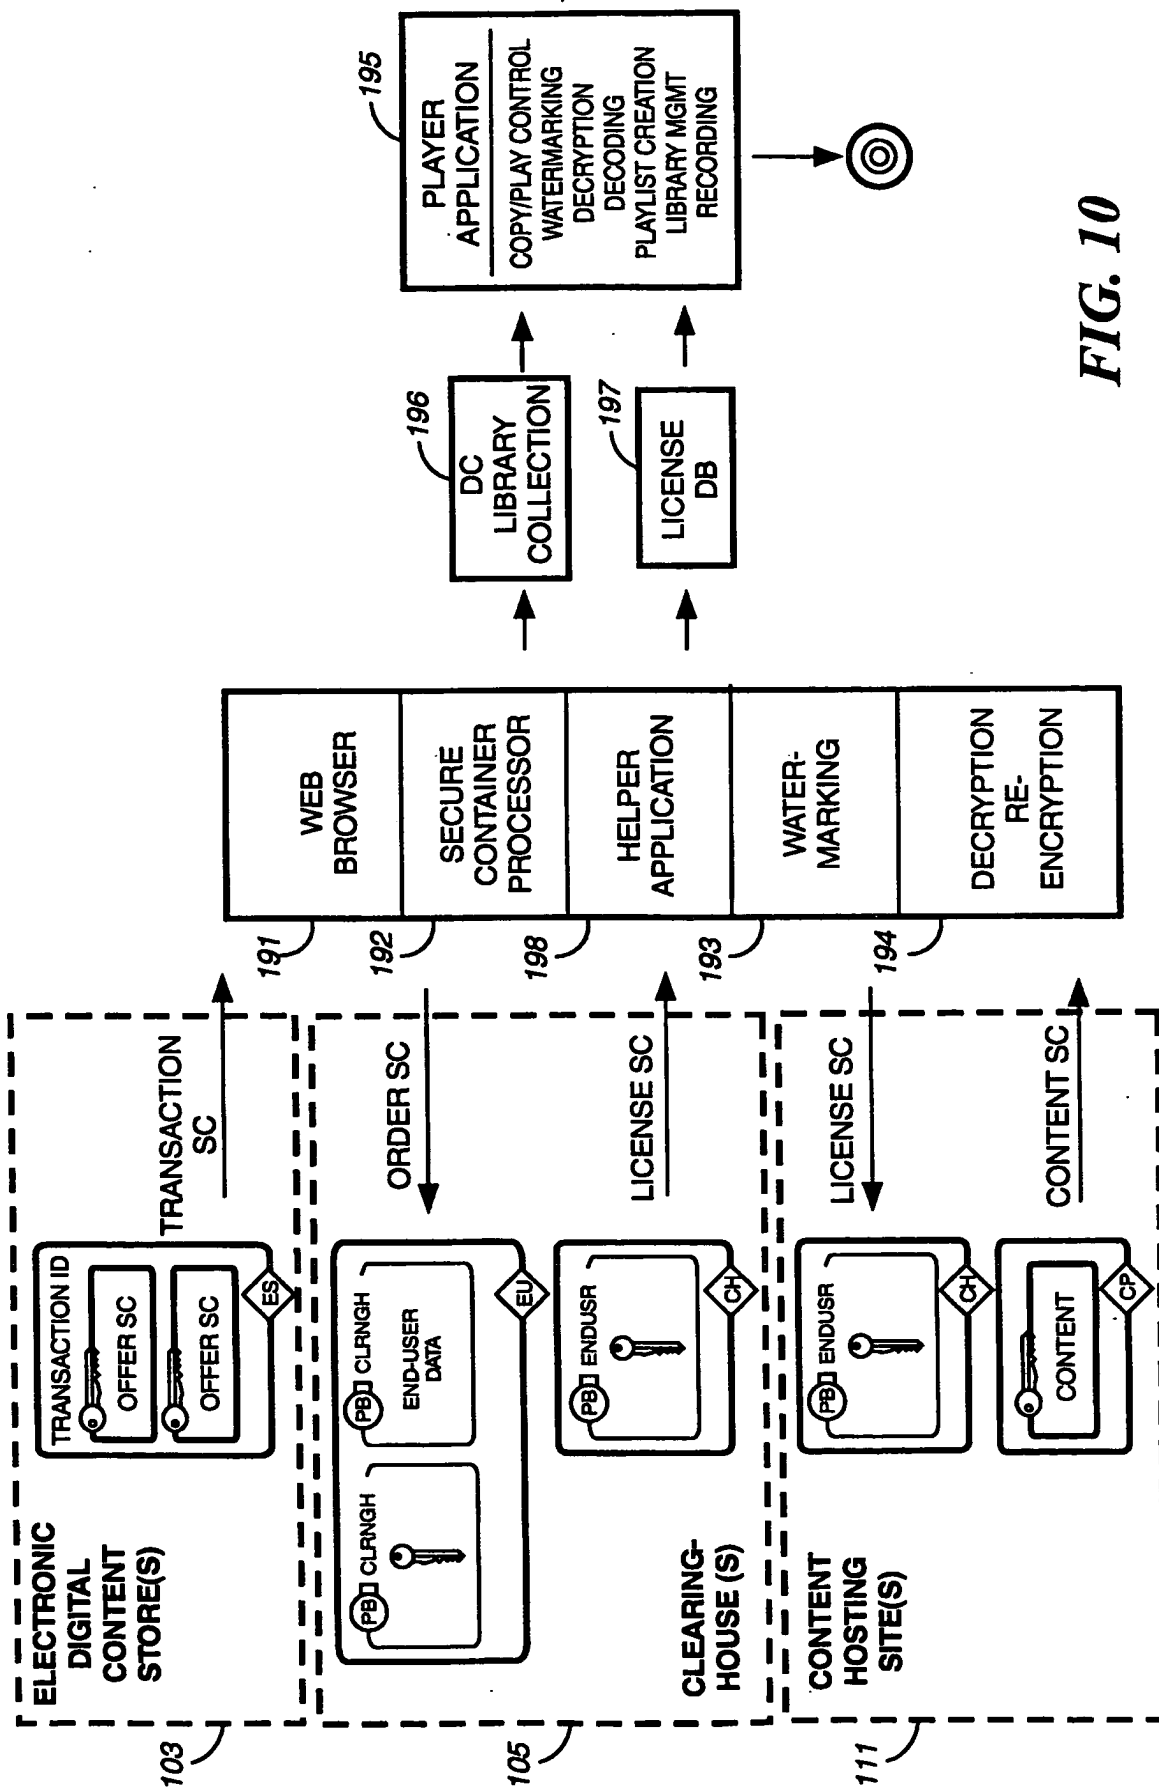 ELECTRONIC
DIGITAL
CONTENT
STORE(S)
103
TRANSACTION ID
OFFER SC
OFFER SC
ES
TRANSACTION
SC
PB CLRNGH
PB CLRNGH
END-USER
DATA
EU
ORDER SC
CLEARING-
HOUSE (S)
105
PB ENDUSR
CH
LICENSE SC
CONTENT
HOSTING
SITE(S)
111
PB ENDUSR
CH
LICENSE SC
CONTENT
CP
CONTENT SC
191
WEB
BROWSER
192
SECURE
CONTAINER
PROCESSOR
198
HELPER
APPLICATION
193
WATER-
MARKING
194
DECRYPTION
RE-
ENCRYPTION
196
DC
LIBRARY
COLLECTION
197
LICENSE
DB
195
PLAYER
APPLICATION
COPY/PLAY CONTROL
WATERMARKING
DECRYPTION
DECODING
PLAYLIST CREATION
LIBRARY MGMT
RECORDING
FIG. 10